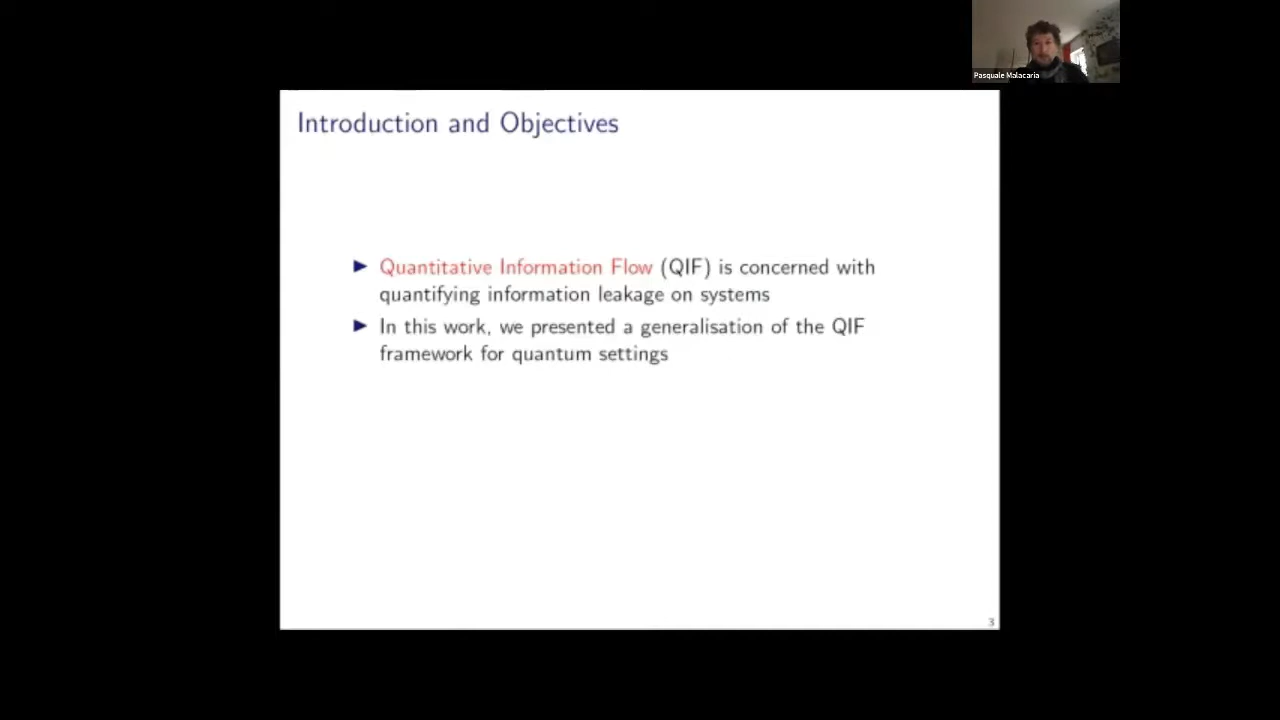 Pasquale Malacaria
Introduction and Objectives
▶ Quantitative Information Flow (QIF) is concerned with
quantifying information leakage on systems
▶ In this work, we presented a generalisation of the QIF
framework for quantum settings
3